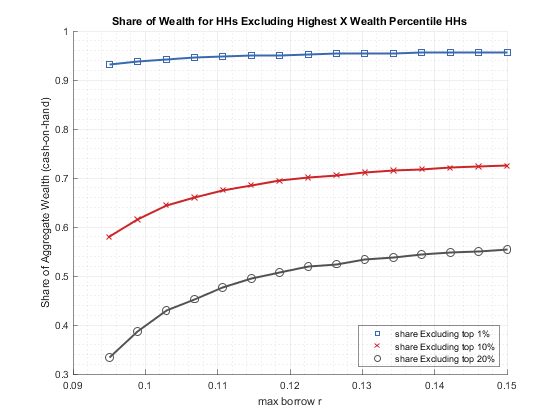 Share of Wealth for HHs Excluding Highest X Wealth Percentile HHs
1
0.9
0.8
0.7
0.6
0.5
0.4
0.3
Share of Aggregate Wealth (cash-on-hand)
share Excluding top 1%
share Excluding top 10%
share Excluding top 20%
0.09 0.1 0.11 0.12 0.13 0.14 0.15
max borrow r